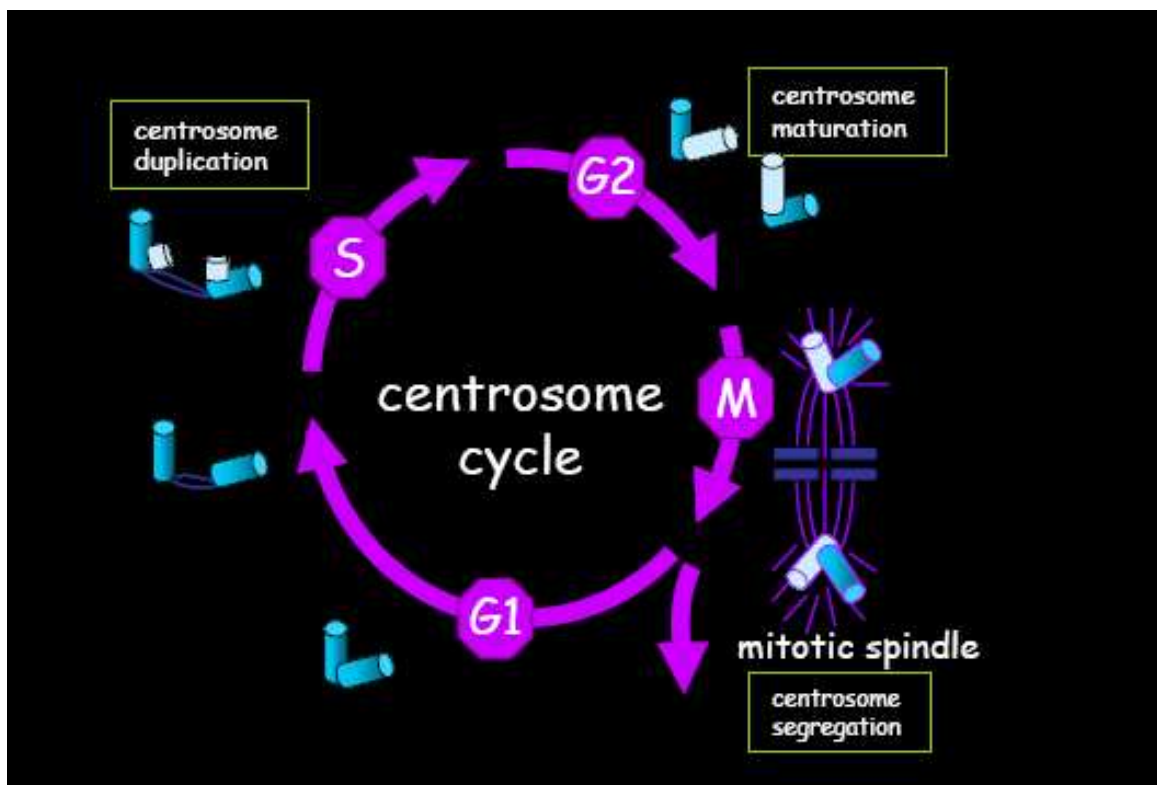 centrosome
duplication
centrosome
maturation
G2
S
centrosome
cycle
M
G1
mitotic spindle
centrosome
segregation